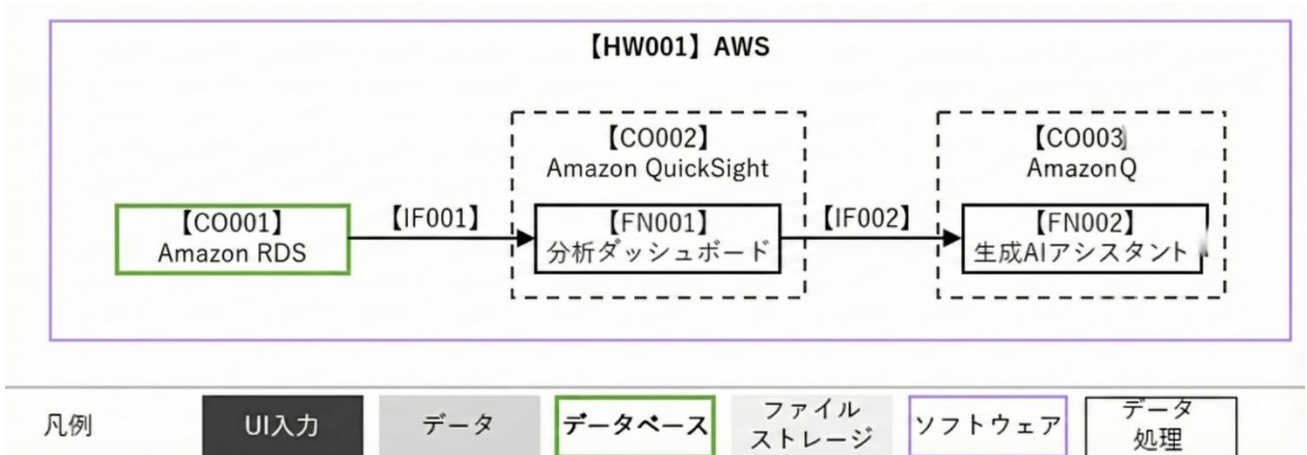 【HW001】AWS
【CO002】
Amazon QuickSight
【CO003】
AmazonQ
【CO001】
Amazon RDS
【IF001】
【FN001】
分析ダッシュボード
【IF002】
【FN002】
生成AIアシスタント
凡例
UI入力
データ
データベース
ファイル
ストレージ
ソフトウェア
データ
処理